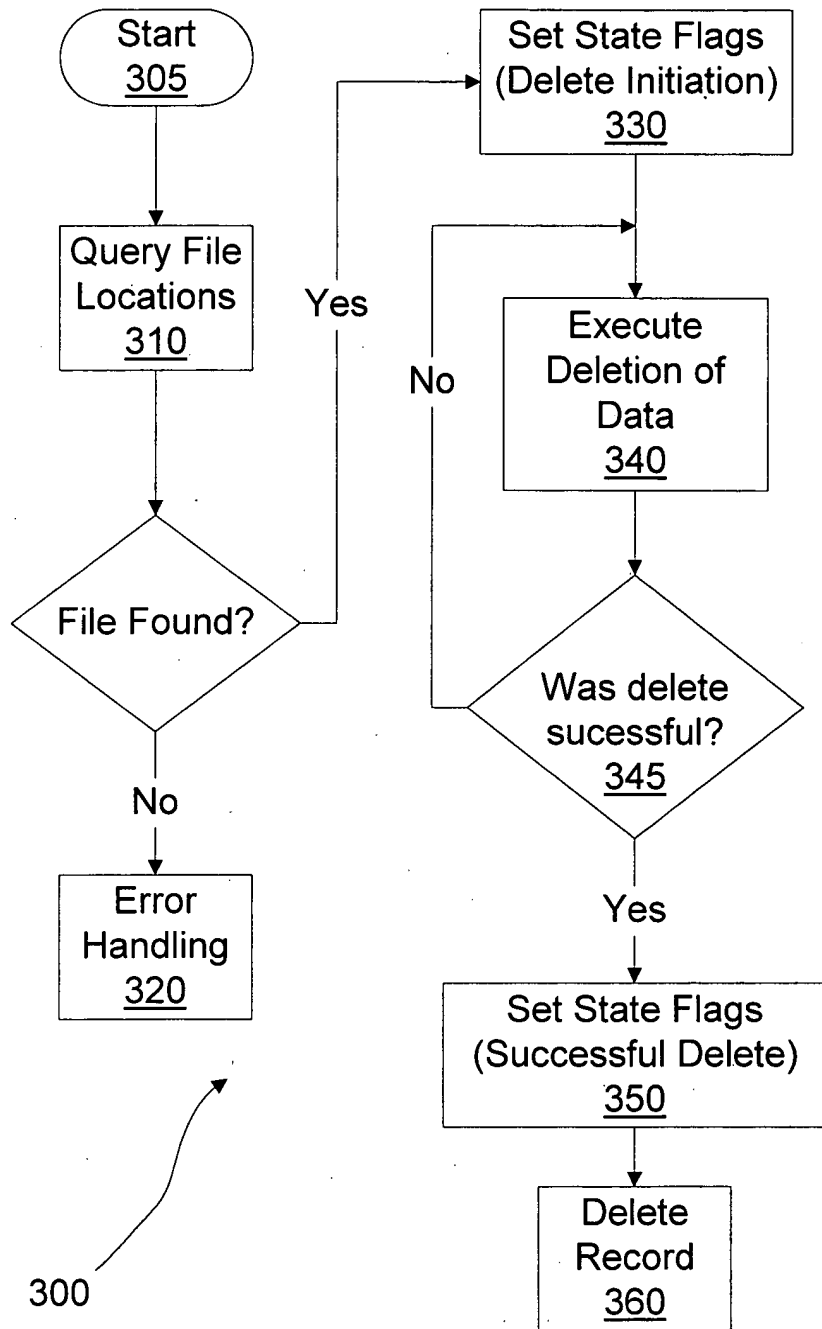 Start
305
Query File
Locations
310
File Found?
Yes
No
Error
Handling
320
Set State Flags
(Delete Initiation)
330
Execute
Deletion of
Data
340
No
Was delete
sucessful?
345
Yes
Set State Flags
(Successful Delete)
350
Delete
Record
360
300